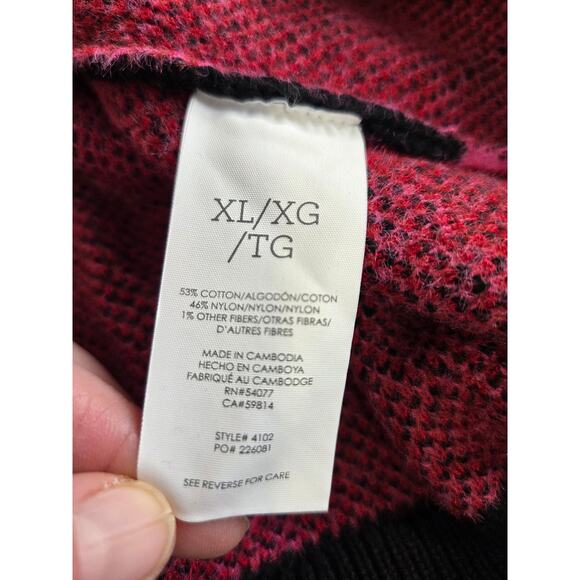 XL/XG
/TG
53% COTTON/ALGODÓN/COTON
46% NYLON/NYLON/NYLON
1% OTHER FIBERS/OTRAS FIBRAS/
D'AUTRES FIBRES
MADE IN CAMBODIA
HECHO EN CAMBOYA
FABRIQUÉ AU CAMBODGE
RN#54077
CA#59814
STYLE# 4102
PO# 226081
SEE REVERSE FOR CARE